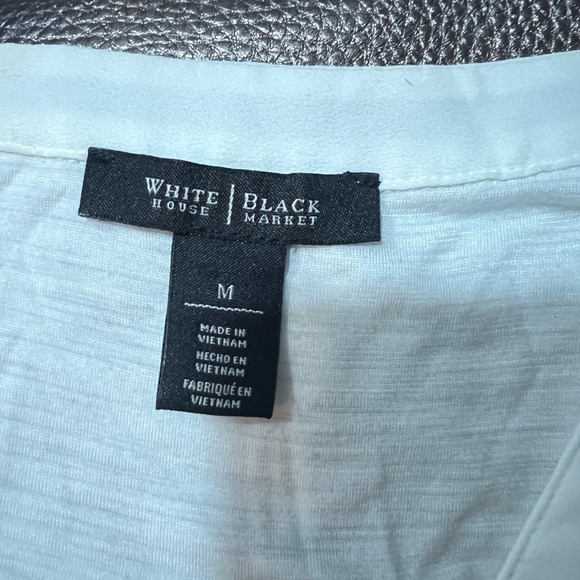 WHITE | BLACK
HOUSE | MARKET
M
MADE IN
VIETNAM
HECHO EN
VIETNAM
FABRIQUÉ EN
VIETNAM